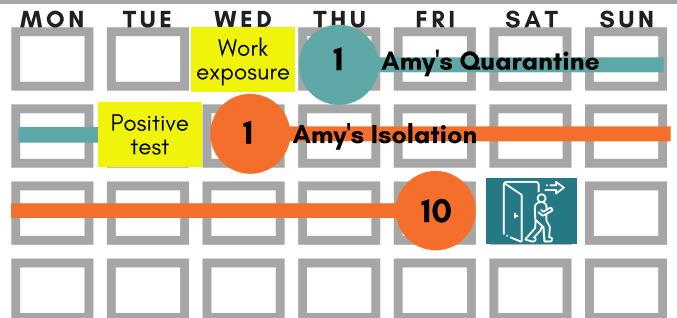 MON TUE WED THU FRI SAT SUN
Work
exposure
1
Amy's Quarantine
Positive
test
1
Amy's Isolation
10